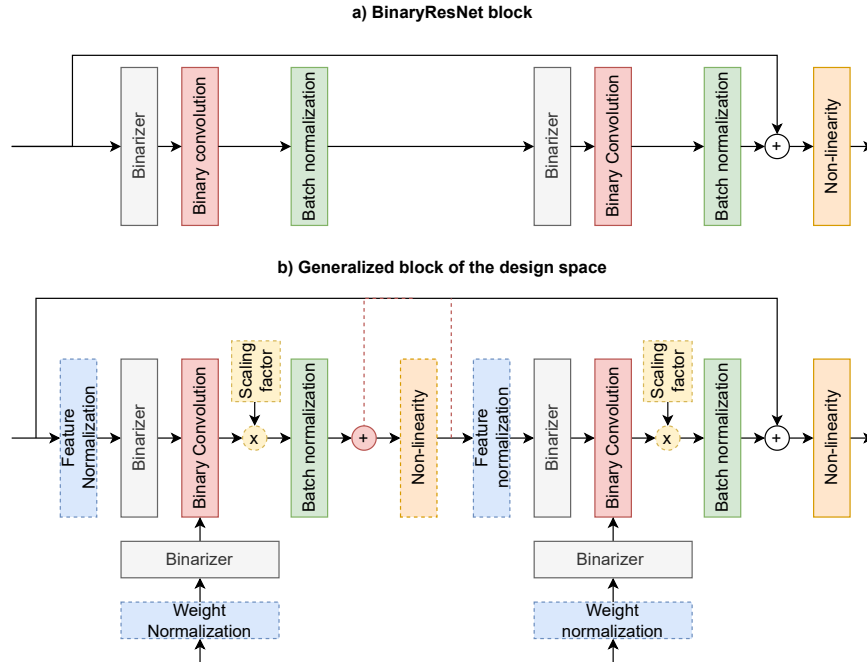 a) BinaryResNet block
Binarizer
Binary convolution
Batch normalization
Binarizer
Binary Convolution
Batch normalization
+
Non-linearity
b) Generalized block of the design space
Feature
Normalization
Binarizer
Binary Convolution
Scaling
factor
x
Batch normalization
+
Non-linearity
Feature
normalization
Binarizer
Binary Convolution
Scaling
factor
x
Batch normalization
+
Non-linearity
Binarizer
Binarizer
Weight
Normalization
Weight
normalization